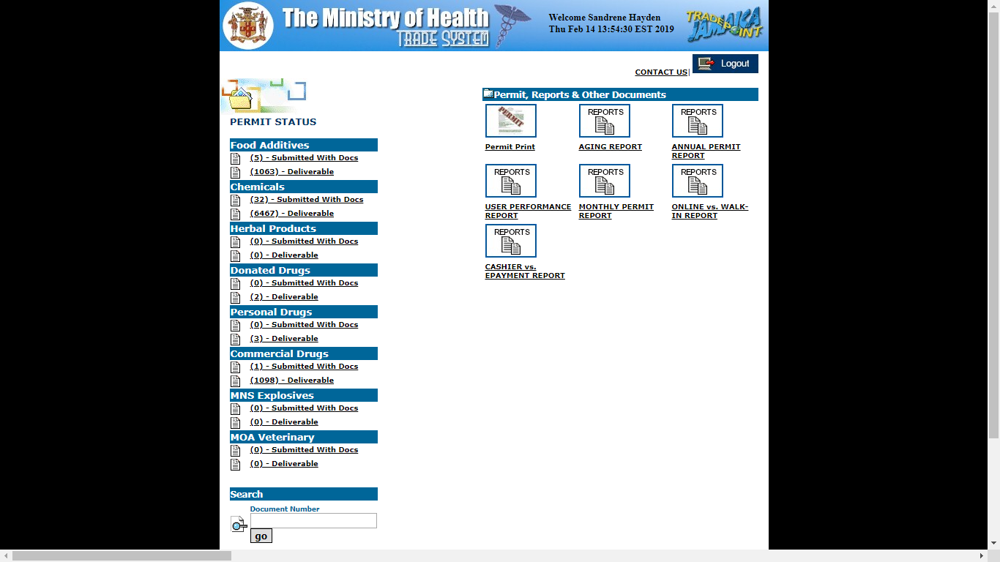 The Ministry of Health
TRADE SYSTEM
Welcome Sandrene Hayden
Thu Feb 14 13:54:30 EST 2019
TRADE POINT
JAMAICA
CONTACT US|
Logout
PERMIT STATUS
Food Additives
(5) - Submitted With Docs
(1063) - Deliverable
Chemicals
(32) - Submitted With Docs
(6467) - Deliverable
Herbal Products
(0) - Submitted With Docs
(0) - Deliverable
Donated Drugs
(0) - Submitted With Docs
(2) - Deliverable
Personal Drugs
(0) - Submitted With Docs
(3) - Deliverable
Commercial Drugs
(1) - Submitted With Docs
(1098) - Deliverable
MNS Explosives
(0) - Submitted With Docs
(0) - Deliverable
MOA Veterinary
(0) - Submitted With Docs
(0) - Deliverable
Search
Document Number
go
Permit, Reports & Other Documents
PERMIT
Permit Print
REPORTS
AGING REPORT
REPORTS
ANNUAL PERMIT
REPORT
REPORTS
USER PERFORMANCE
REPORT
REPORTS
MONTHLY PERMIT
REPORT
REPORTS
ONLINE vs. WALK-
IN REPORT
REPORTS
CASHIER vs.
EPAYMENT REPORT